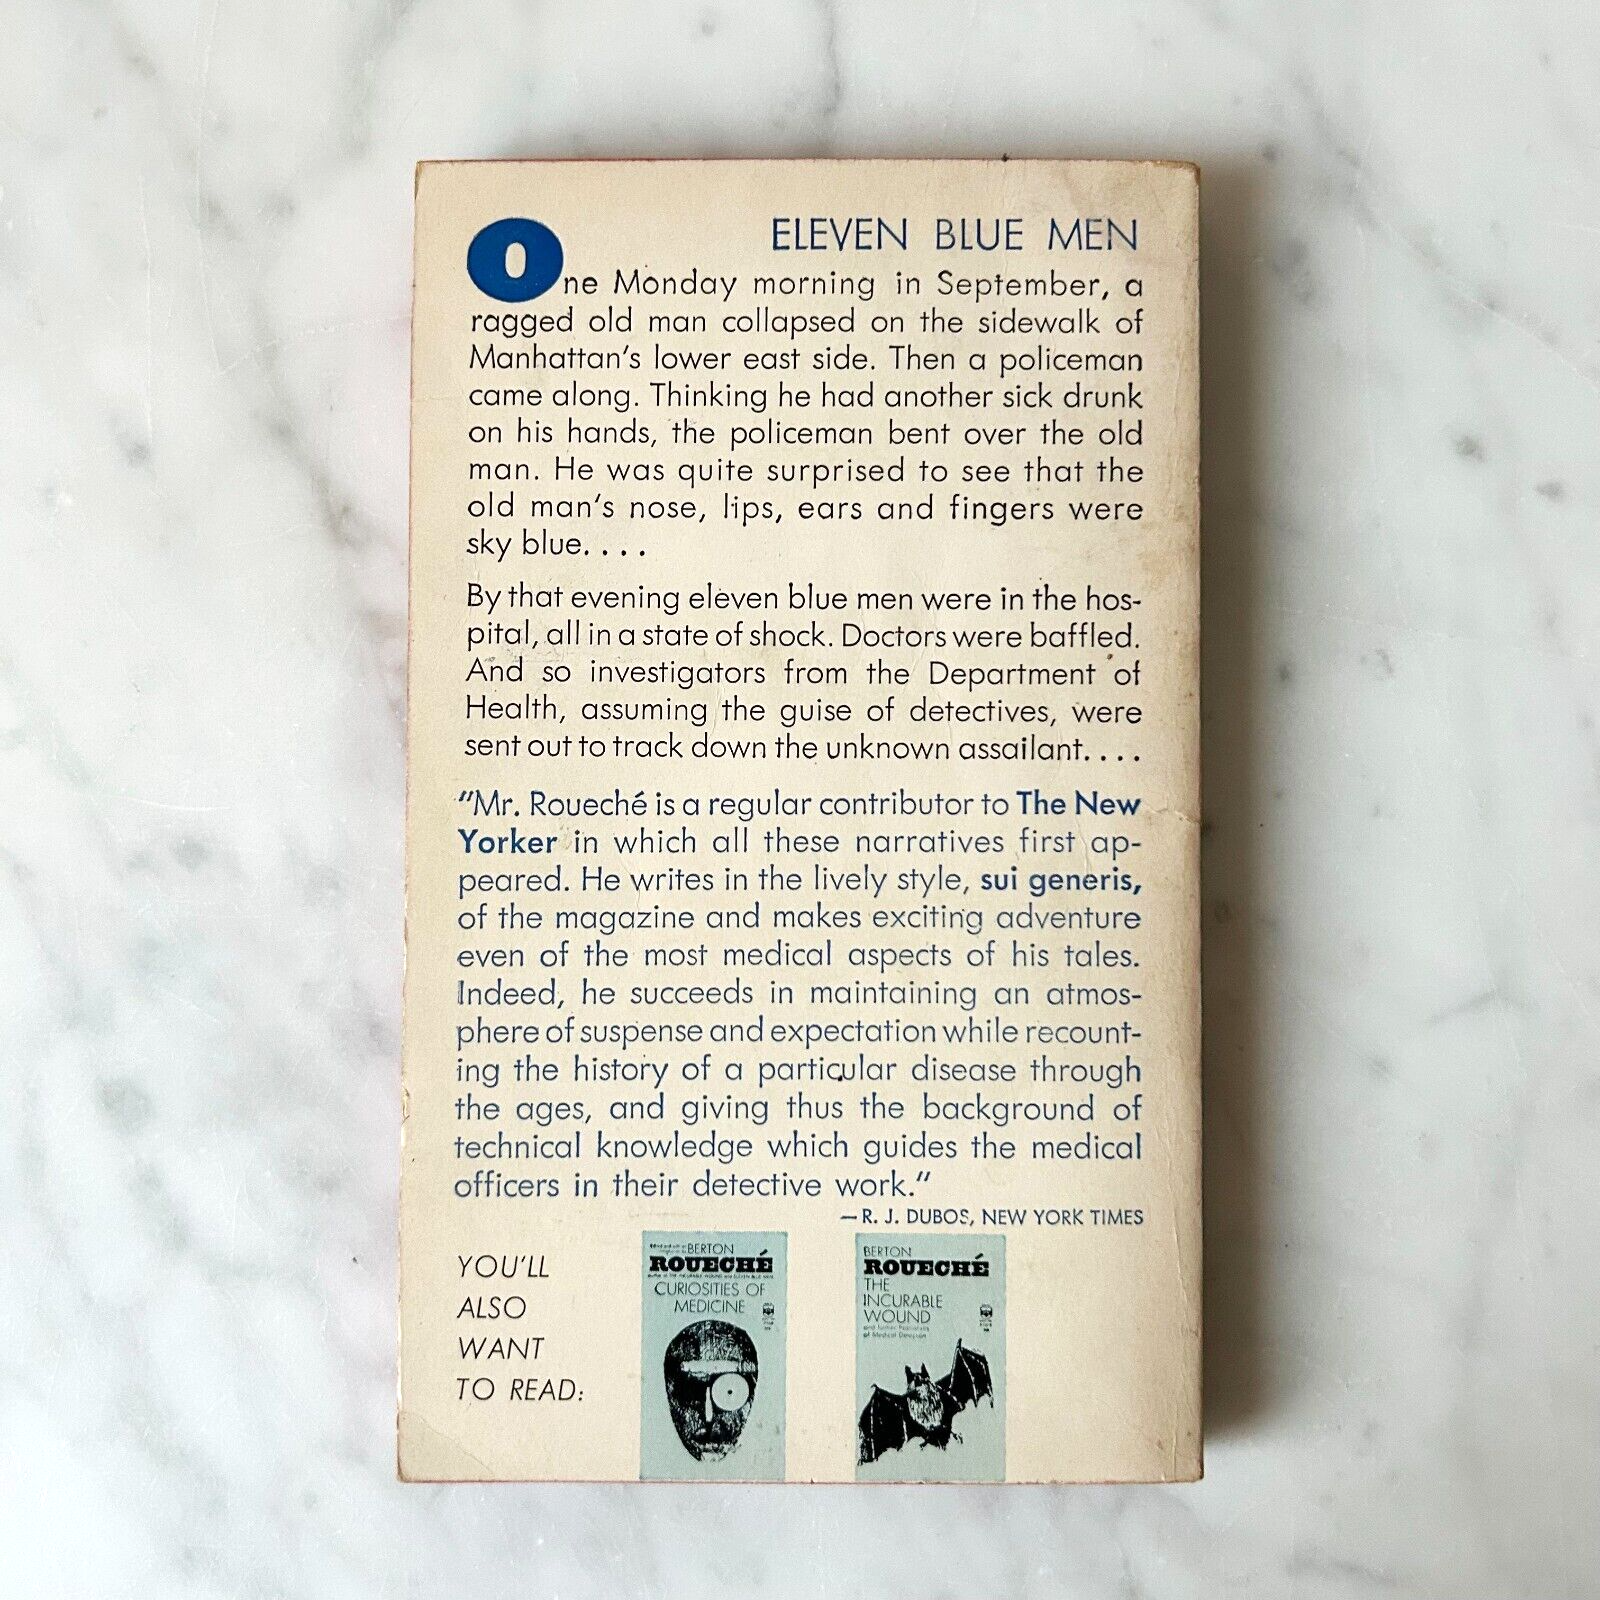 ELEVEN BLUE MEN
One Monday morning in September, a
ragged old man collapsed on the sidewalk of
Manhattan's lower east side. Then a policeman
came along. Thinking he had another sick drunk
on his hands, the policeman bent over the old
man. He was quite surprised to see that the
old man's nose, lips, ears and fingers were
sky blue. . . .
By that evening eleven blue men were in the hos-
pital, all in a state of shock. Doctors were baffled.
And so investigators from the Department of
Health, assuming the guise of detectives, were
sent out to track down the unknown assailant. . . .
"Mr. Roueché is a regular contributor to The New
Yorker in which all these narratives first ap-
peared. He writes in the lively style, sui generis,
of the magazine and makes exciting adventure
even of the most medical aspects of his tales.
Indeed, he succeeds in maintaining an atmos-
phere of suspense and expectation while recount-
ing the history of a particular disease through
the ages, and giving thus the background of
technical knowledge which guides the medical
officers in their detective work."
—R. J. DUBOS, NEW YORK TIMES
YOU'LL
ALSO
WANT
TO READ:
BERTON
ROUECHÉ
CURIOSITIES OF
MEDICINE
BERTON
ROUECHÉ
THE
INCURABLE
WOUND
and further Narratives
of Medical Detection